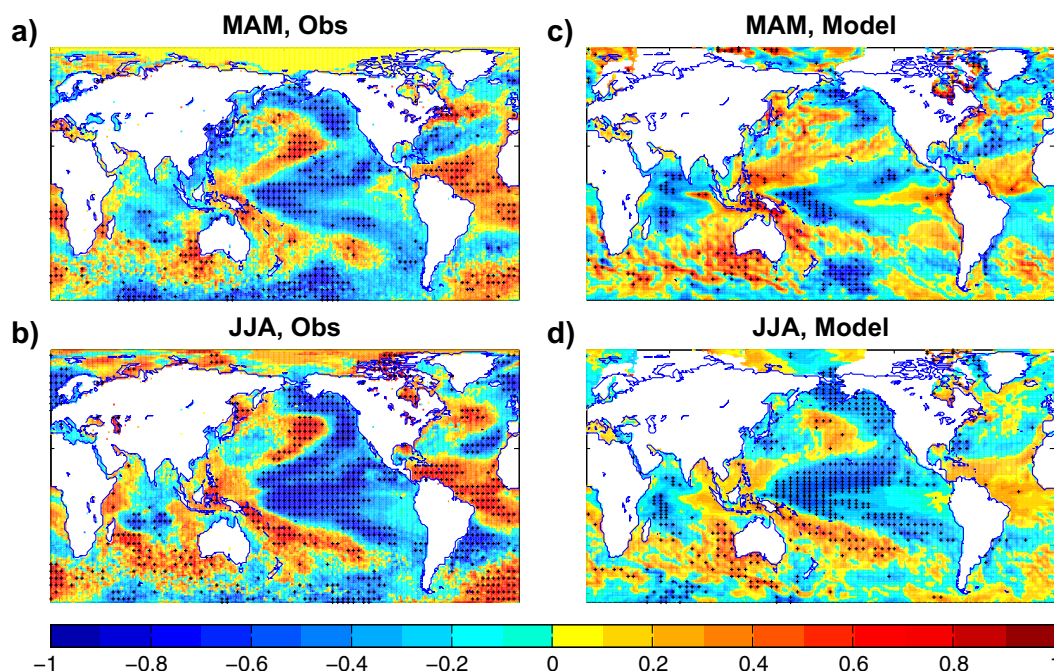 a) MAM, Obs
c) MAM, Model
b) JJA, Obs
d) JJA, Model
−1 −0.8 −0.6 −0.4 −0.2 0 0.2 0.4 0.6 0.8